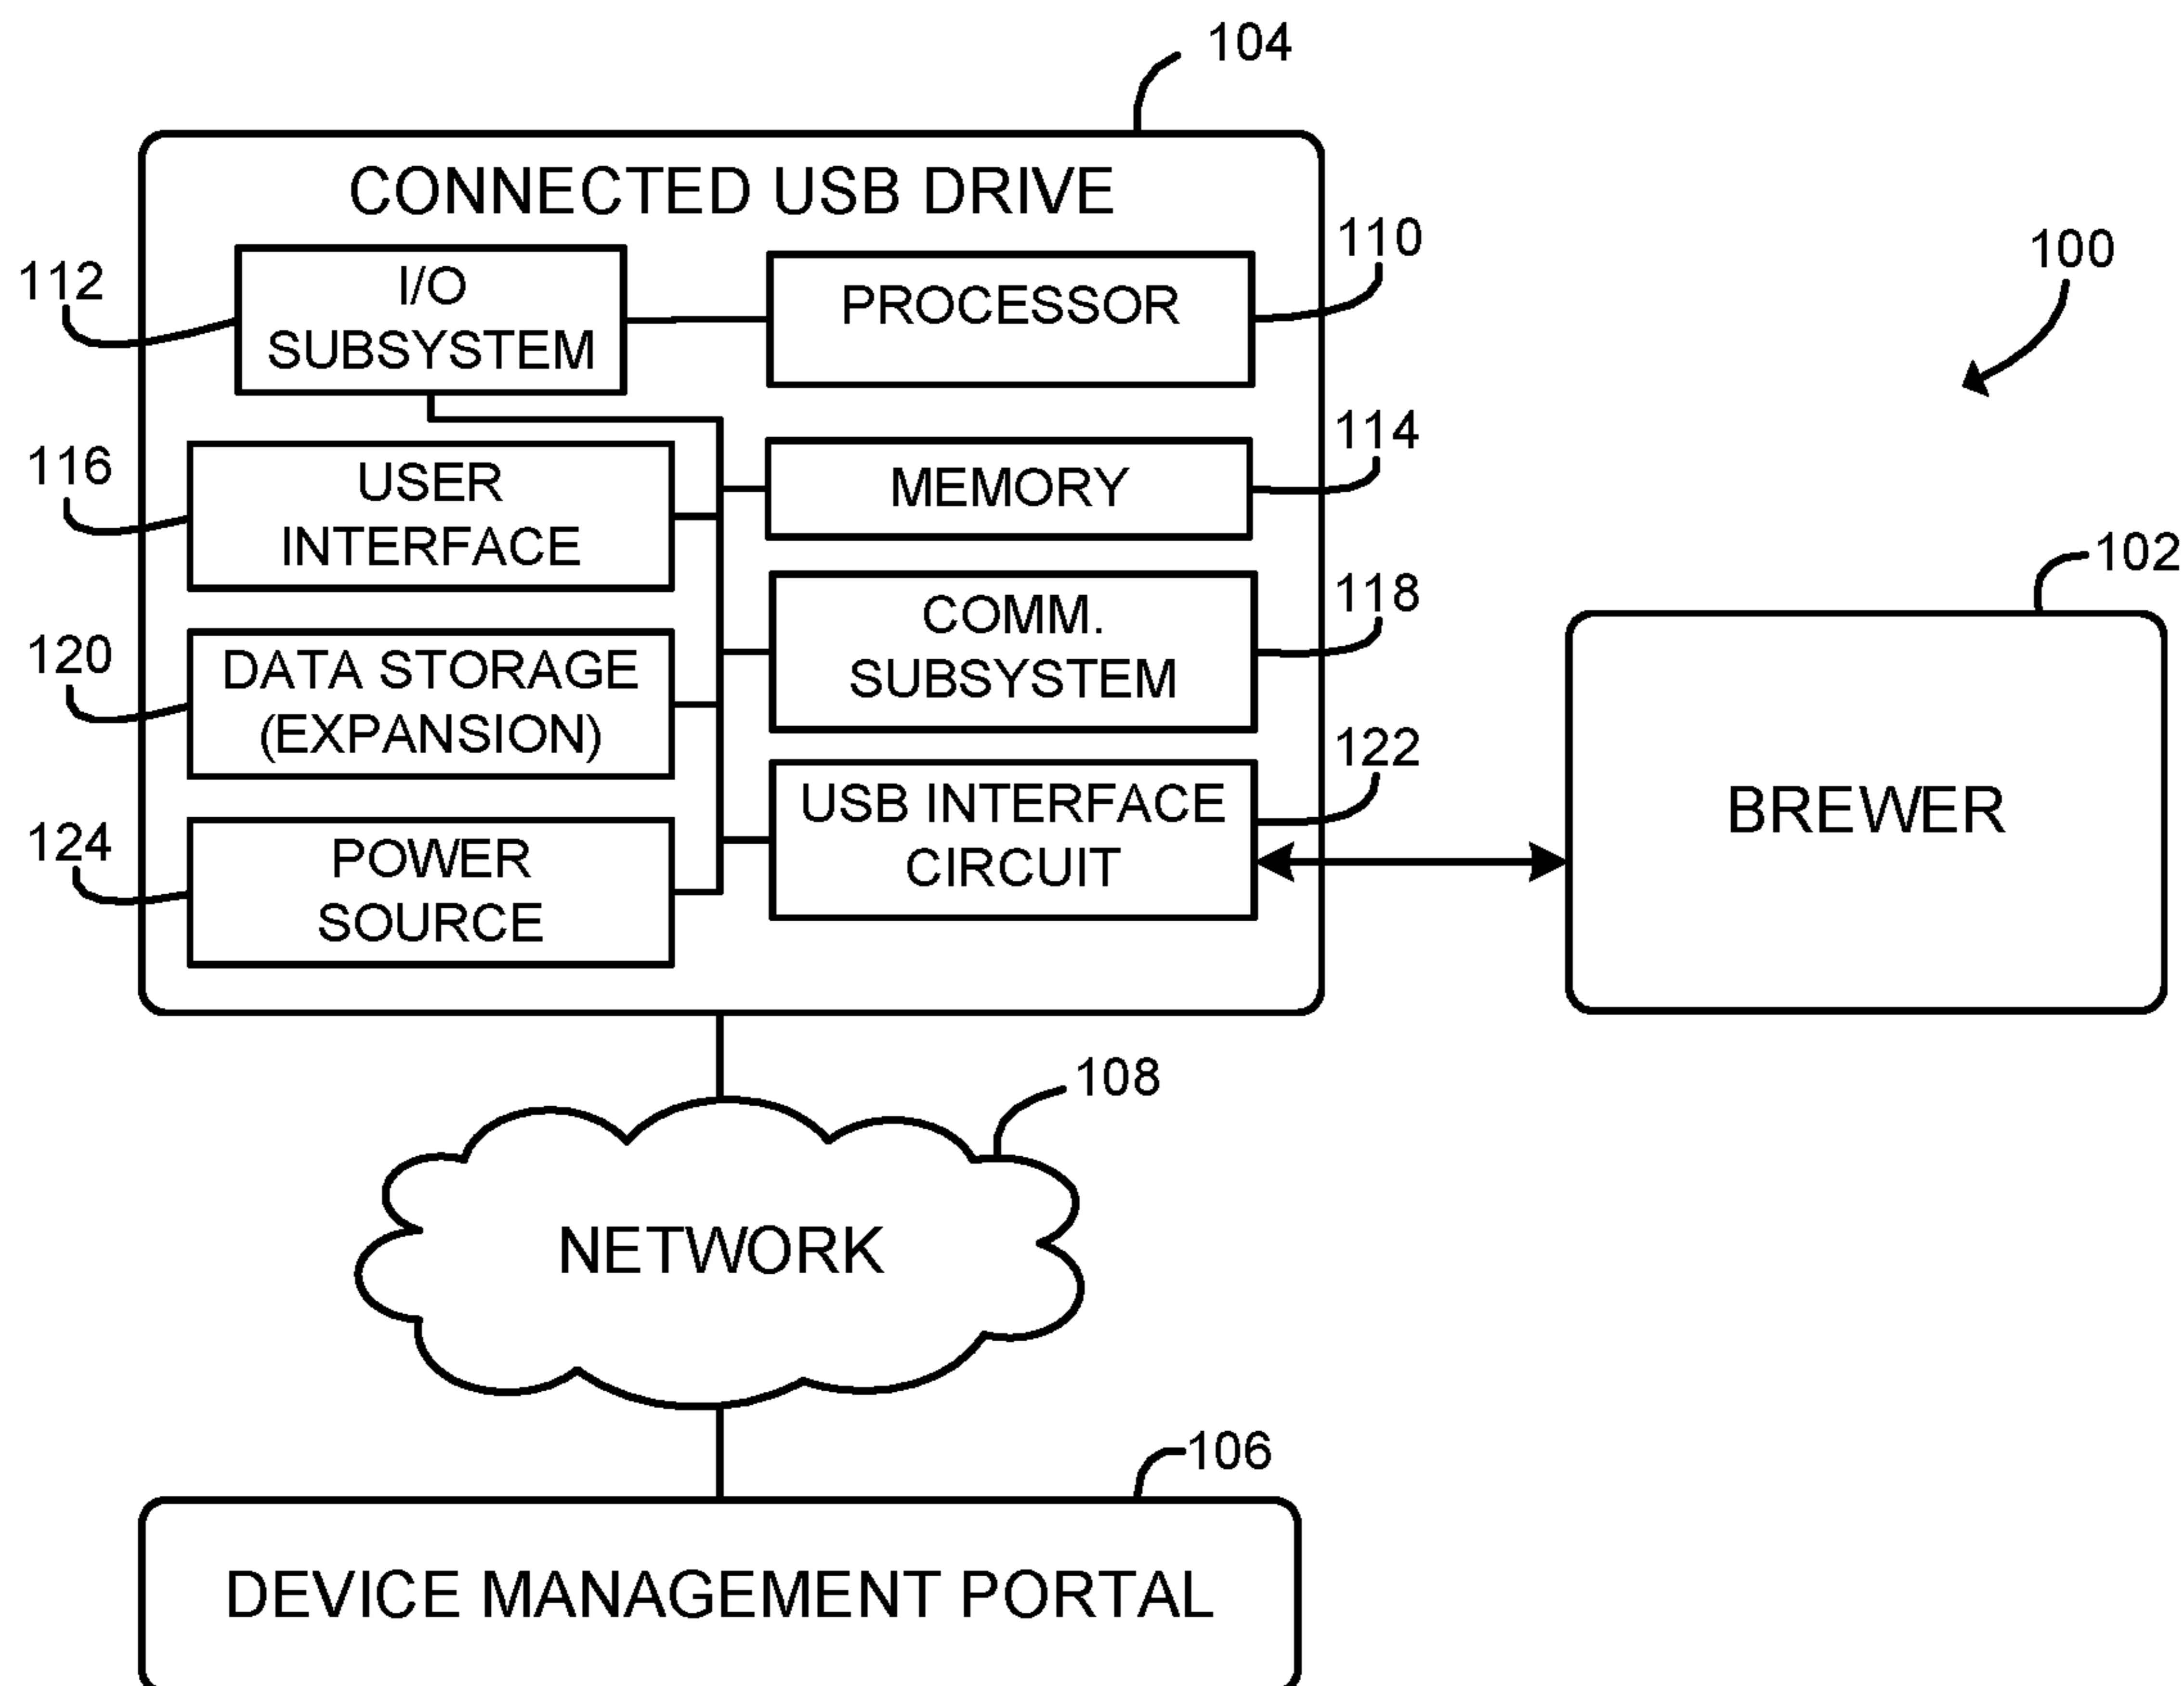 104
CONNECTED USB DRIVE
112
I/O
SUBSYSTEM
PROCESSOR
110
100
116
USER
INTERFACE
MEMORY
114
120
DATA STORAGE
(EXPANSION)
COMM.
SUBSYSTEM
118
102
BREWER
124
POWER
SOURCE
USB INTERFACE
CIRCUIT
122
108
NETWORK
106
DEVICE MANAGEMENT PORTAL